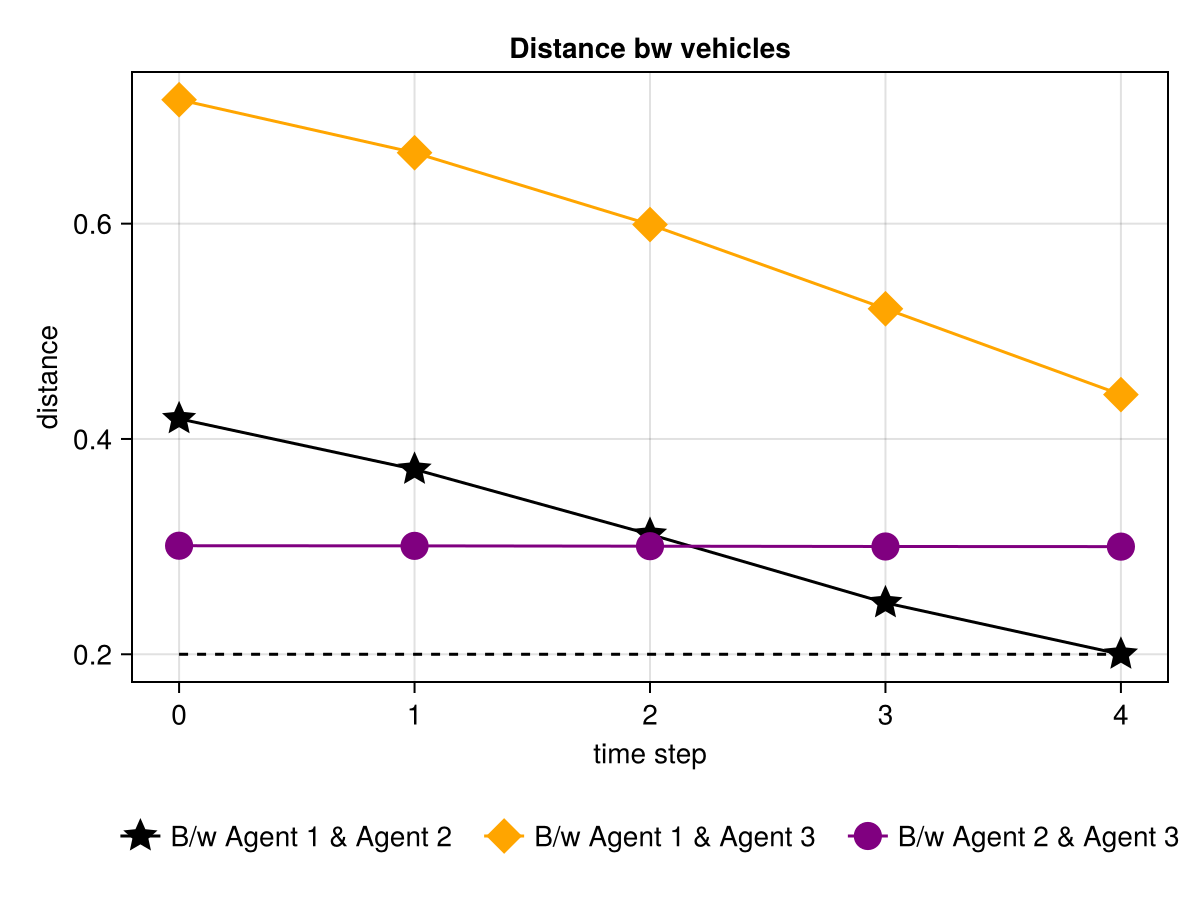 Distance bw vehicles
distance
0.6
0.4
0.2
0 1 2 3 4
time step
B/w Agent 1 & Agent 2 B/w Agent 1 & Agent 3 B/w Agent 2 & Agent 3